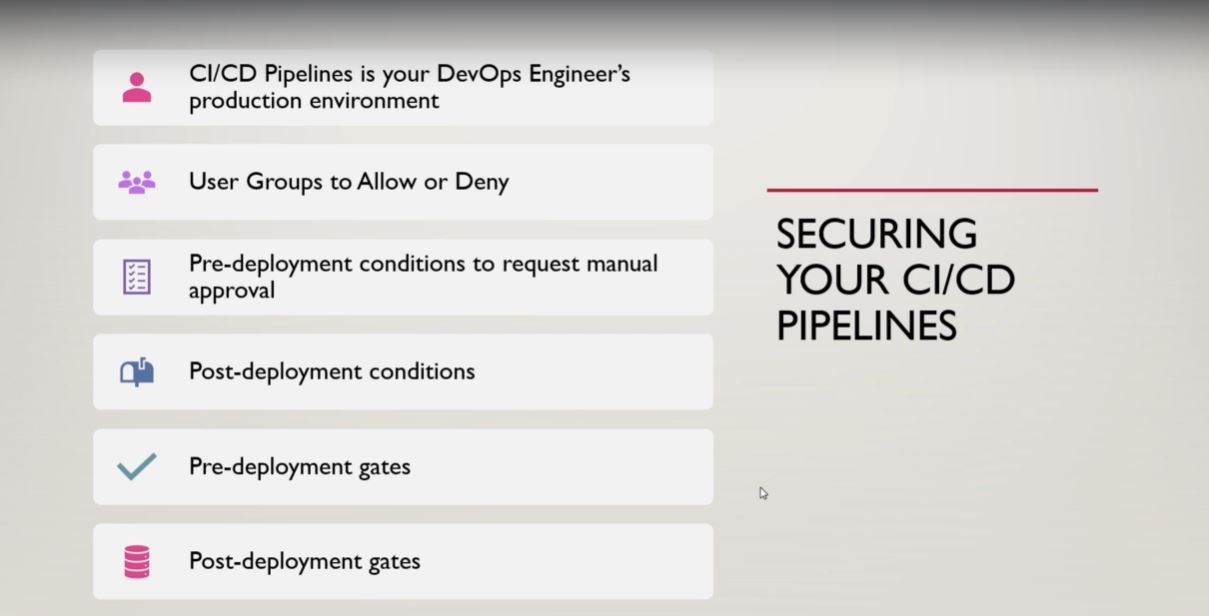 CI/CD Pipelines is your DevOps Engineer’s
production environment
User Groups to Allow or Deny
Pre-deployment conditions to request manual
approval
Post-deployment conditions
Pre-deployment gates
Post-deployment gates
SECURING
YOUR CI/CD
PIPELINES